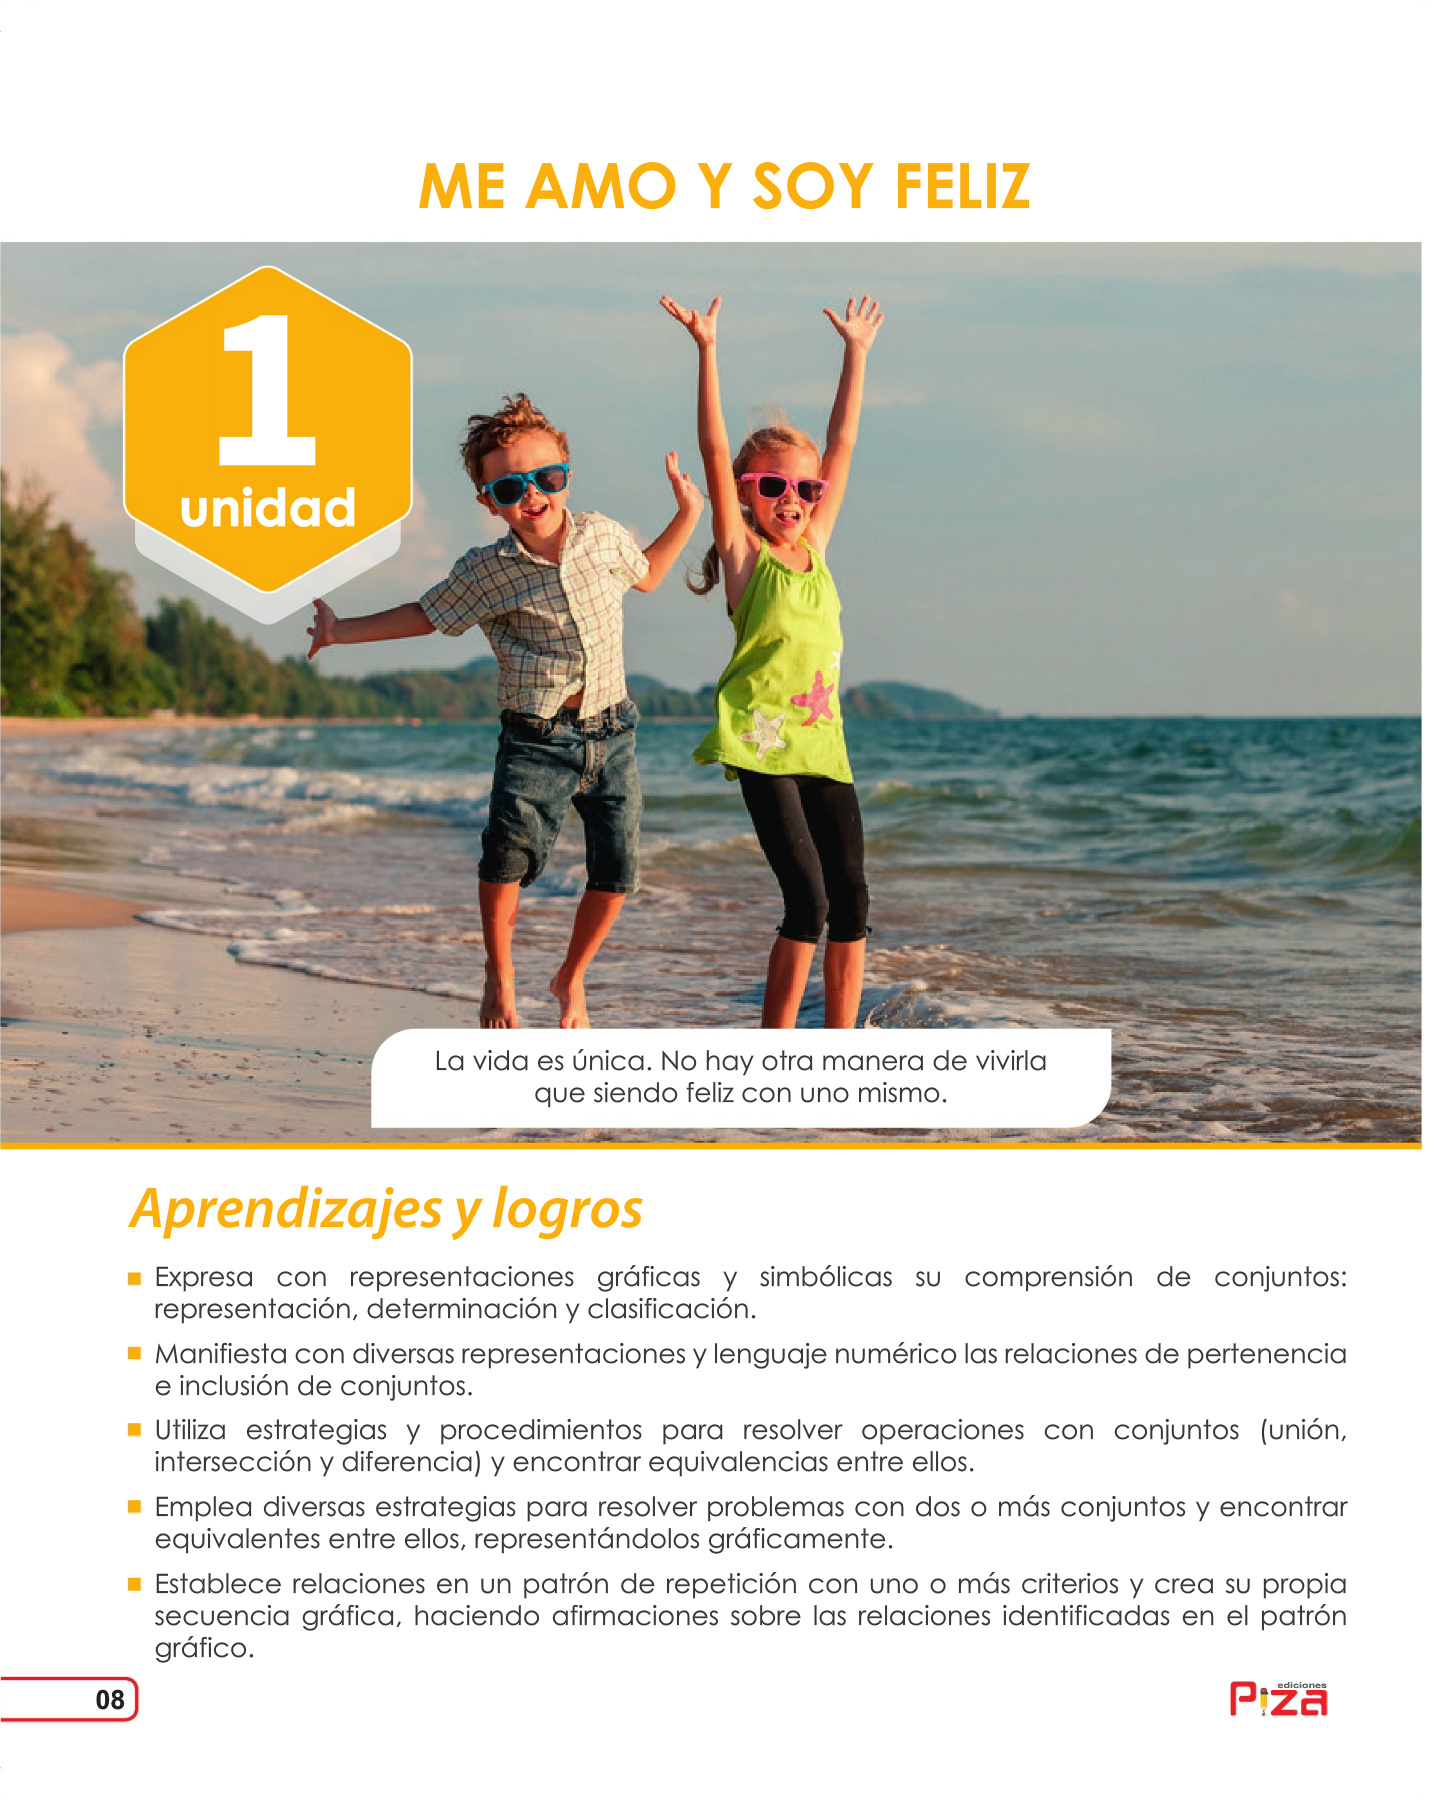 ME AMO Y SOY FELIZ
1
unidad
La vida es única. No hay otra manera de vivirla
que siendo feliz con uno mismo.
Aprendizajes y logros
Expresa con representaciones gráficas y simbólicas su comprensión de conjuntos:
representación, determinación y clasificación.
Manifiesta con diversas representaciones y lenguaje numérico las relaciones de pertenencia
e inclusión de conjuntos.
Utiliza estrategias y procedimientos para resolver operaciones con conjuntos (unión,
intersección y diferencia) y encontrar equivalencias entre ellos.
Emplea diversas estrategias para resolver problemas con dos o más conjuntos y encontrar
equivalentes entre ellos, representándolos gráficamente.
Establece relaciones en un patrón de repetición con uno o más criterios y crea su propia
secuencia gráfica, haciendo afirmaciones sobre las relaciones identificadas en el patrón
gráfico.
08
ediciones
Piza